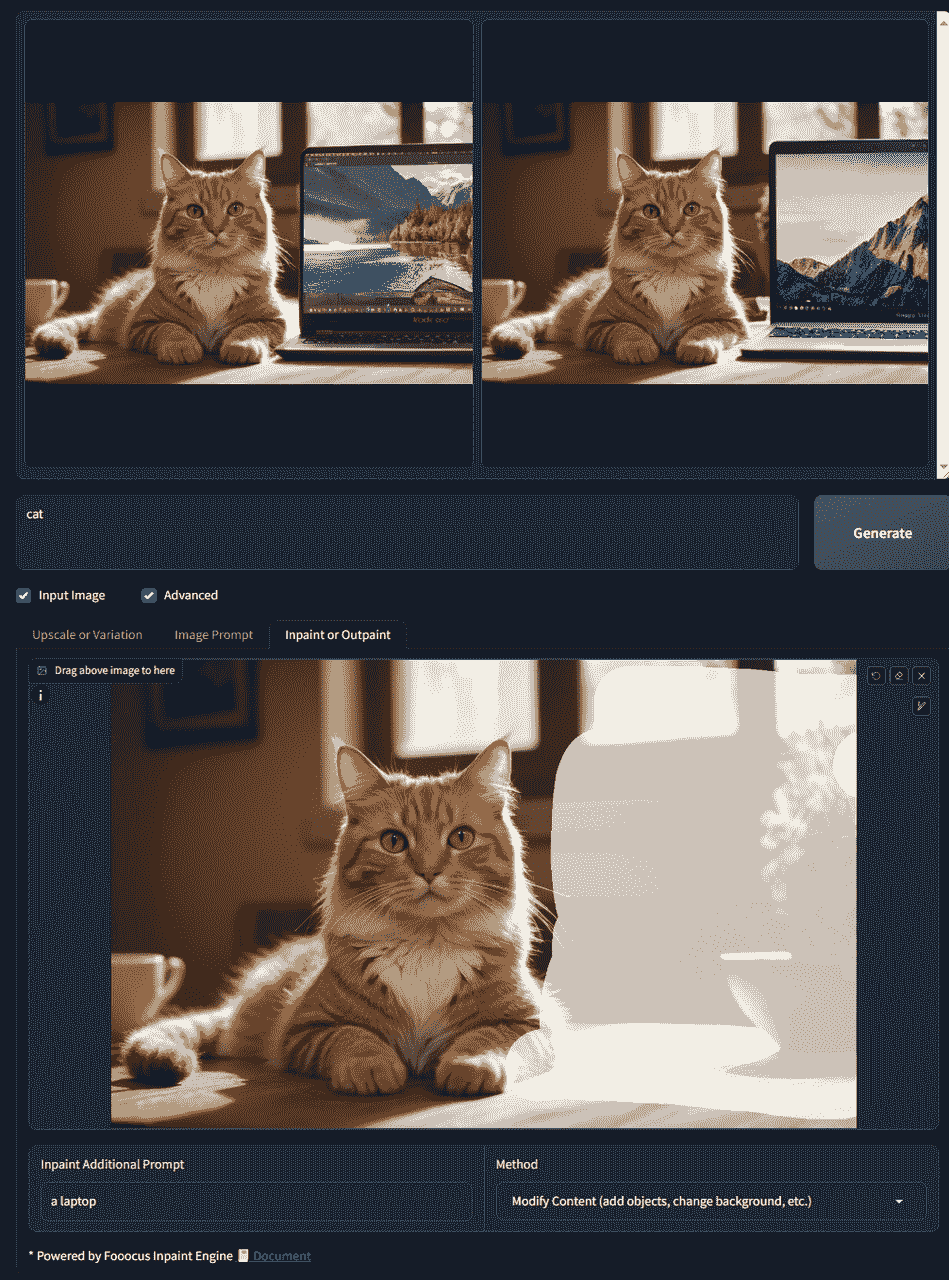 cat
Generate
Input Image
Advanced
Upscale or Variation
Image Prompt
Inpaint or Outpaint
Drag above image to here
i
Inpaint Additional Prompt
Method
a laptop
Modify Content (add objects, change background, etc.)
* Powered by Fooocus Inpaint Engine Document